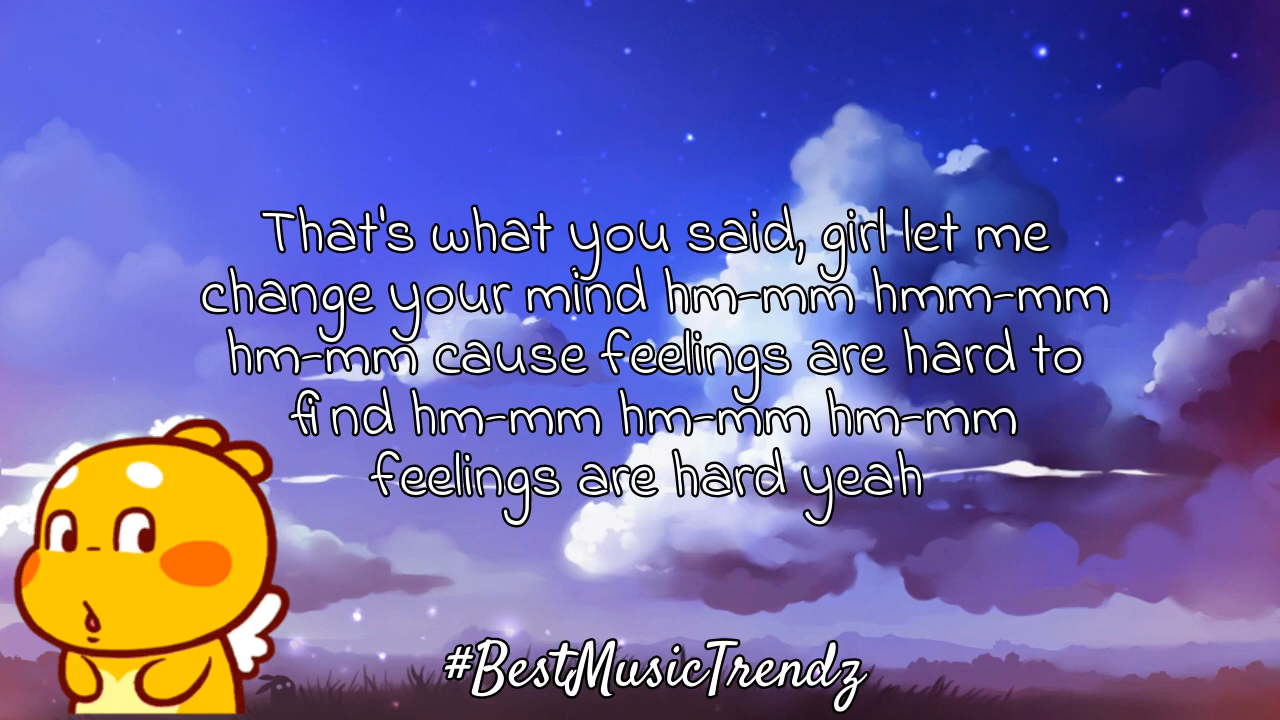 That's what you said, girl let me
change your mind hm-mm hmm-mm
hm-mm cause feelings are hard to
find hm-mm hm-mm hm-mm
feelings are hard yeah
#BestMusicTrendz